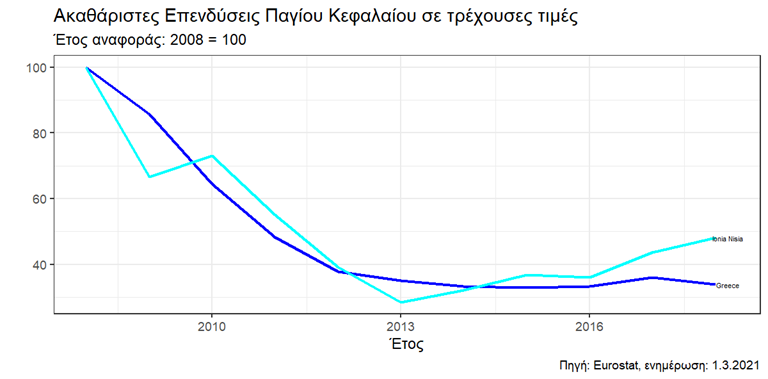 Ακαθάριστες Επενδύσεις Παγίου Κεφαλαίου σε τρέχουσες τιμές
Έτος αναφοράς: 2008 = 100
100
80
60
40
Ionia Nisia
Greece
2010
2013
2016
Έτος
Πηγή: Eurostat, ενημέρωση: 1.3.2021